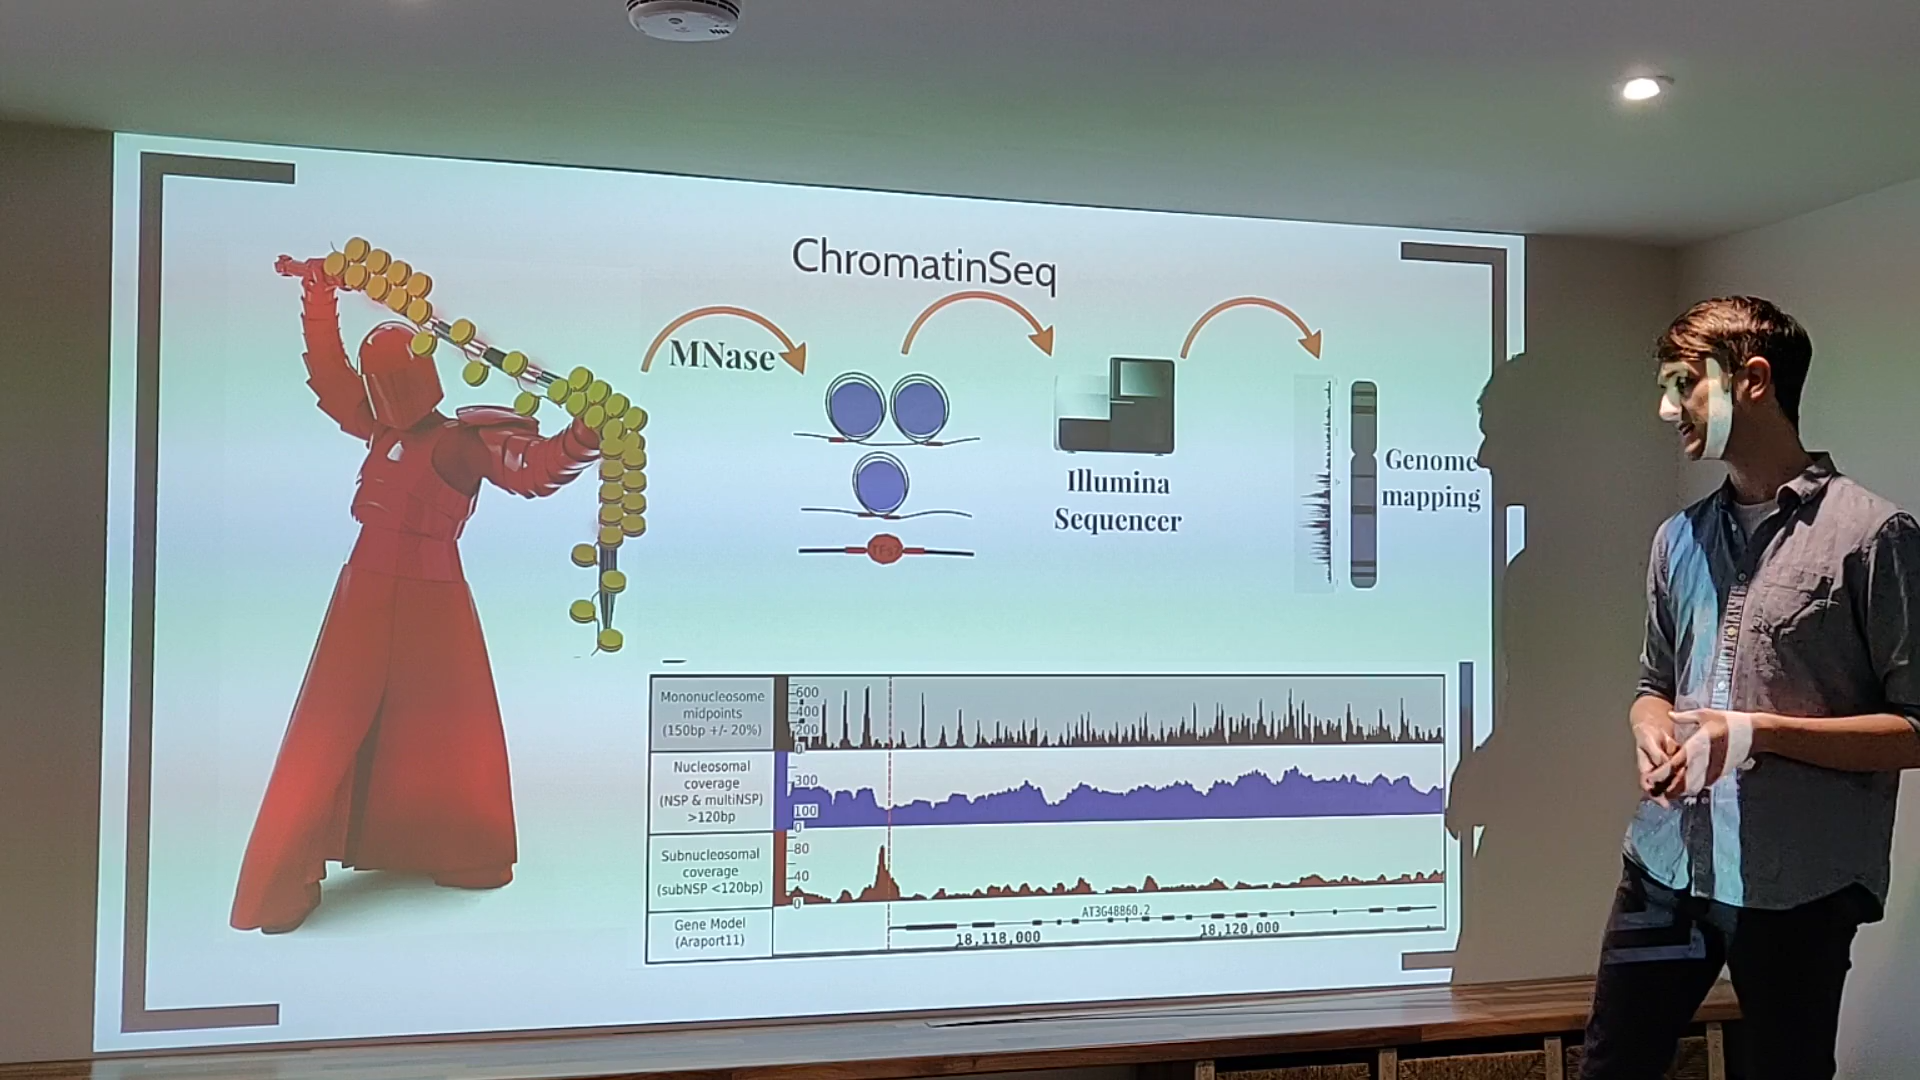 ChromatinSeq
MNase
TFs?
Illumina
Sequencer
Genome
mapping
Mononucleosome
midpoints
(150bp +/- 20%)
600
400
200
0
Nucleosomal
coverage
(NSP & multiNSP)
>120bp
300
100
0
Subnucleosomal
coverage
(subNSP <120bp)
80
40
0
Gene Model
(Araport11)
AT3G48860.2
18,118,000
18,120,000